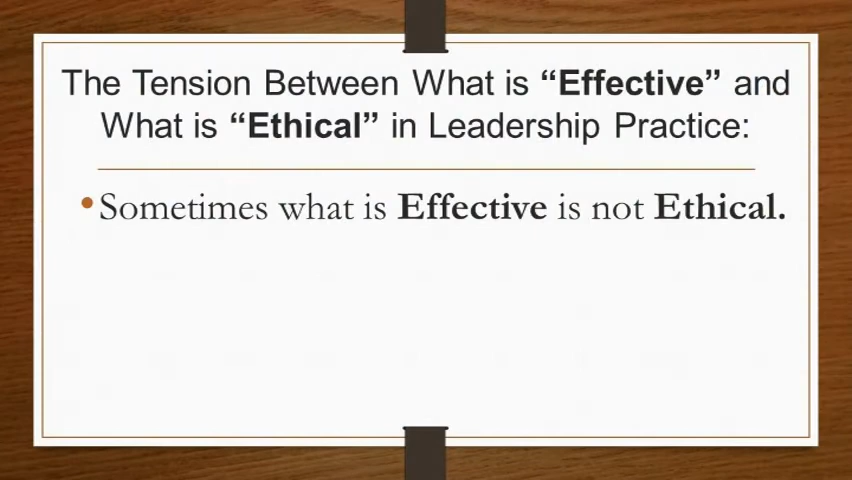 The Tension Between What is “Effective” and
What is “Ethical” in Leadership Practice:
•Sometimes what is Effective is not Ethical.